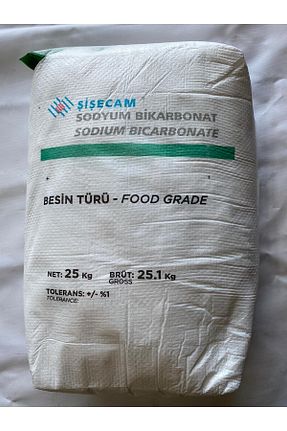 ŞİŞECAM
SODYUM BİKARBONAT
SODIUM BICARBONATE
BESİN TÜRÜ - FOOD GRADE
NET: 25 Kg BRÜT: 25.1 Kg
GROSS
TOLERANS: +/- %1
TOLERANCE: